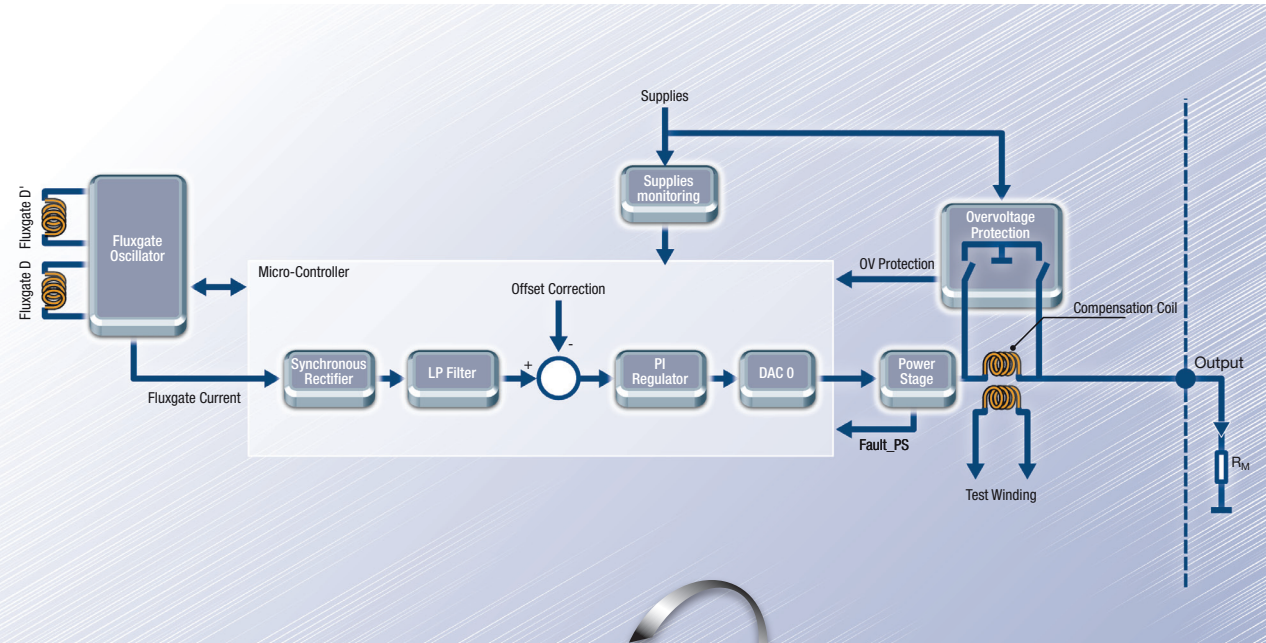 Supplies
Supplies
monitoring
Overvoltage
Protection
Fluxgate D'
Fluxgate D
Fluxgate
Oscillator
Micro-Controller
OV Protection
Offset Correction
Compensation Coil
+
-
Synchronous
Rectifier
LP Filter
PI
Regulator
DAC 0
Power
Stage
Output
Fluxgate Current
Fault_PS
Test Winding
RM